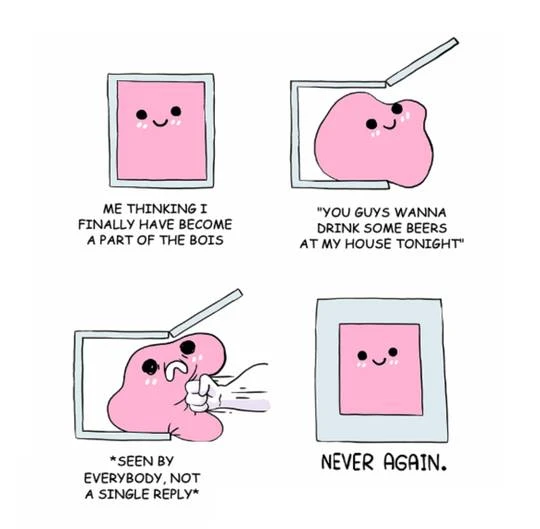 ME THINKING I
FINALLY HAVE BECOME
A PART OF THE BOIS
"YOU GUYS WANNA
DRINK SOME BEERS
AT MY HOUSE TONIGHT"
*SEEN BY
EVERYBODY, NOT
A SINGLE REPLY*
NEVER AGAIN.